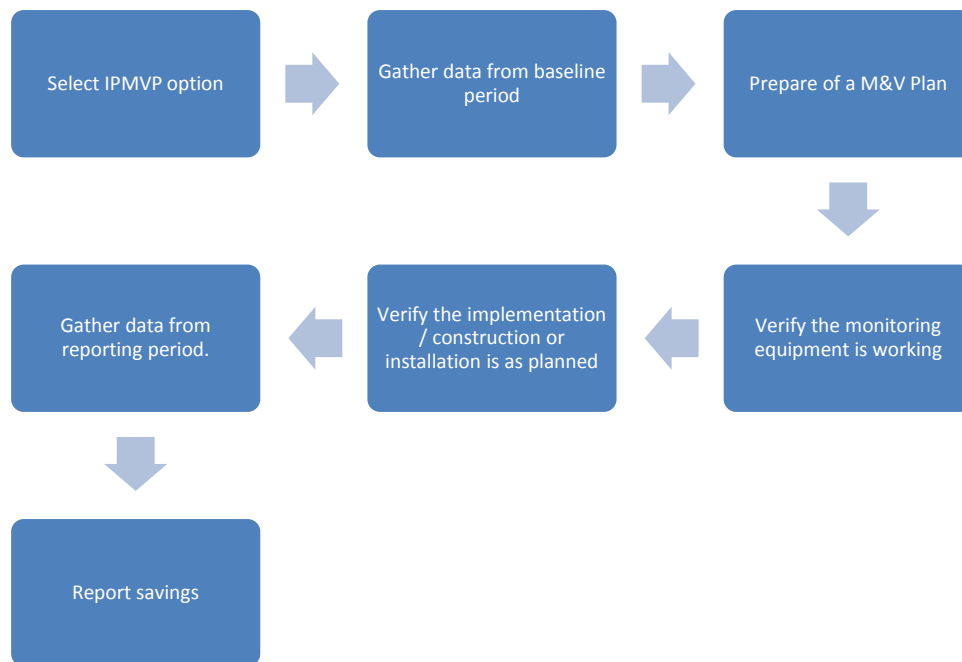 Select IPMVP option
Gather data from baseline
period
Prepare of a M&V Plan
Verify the monitoring
equipment is working
Verify the implementation
/ construction or
installation is as planned
Gather data from
reporting period.
Report savings